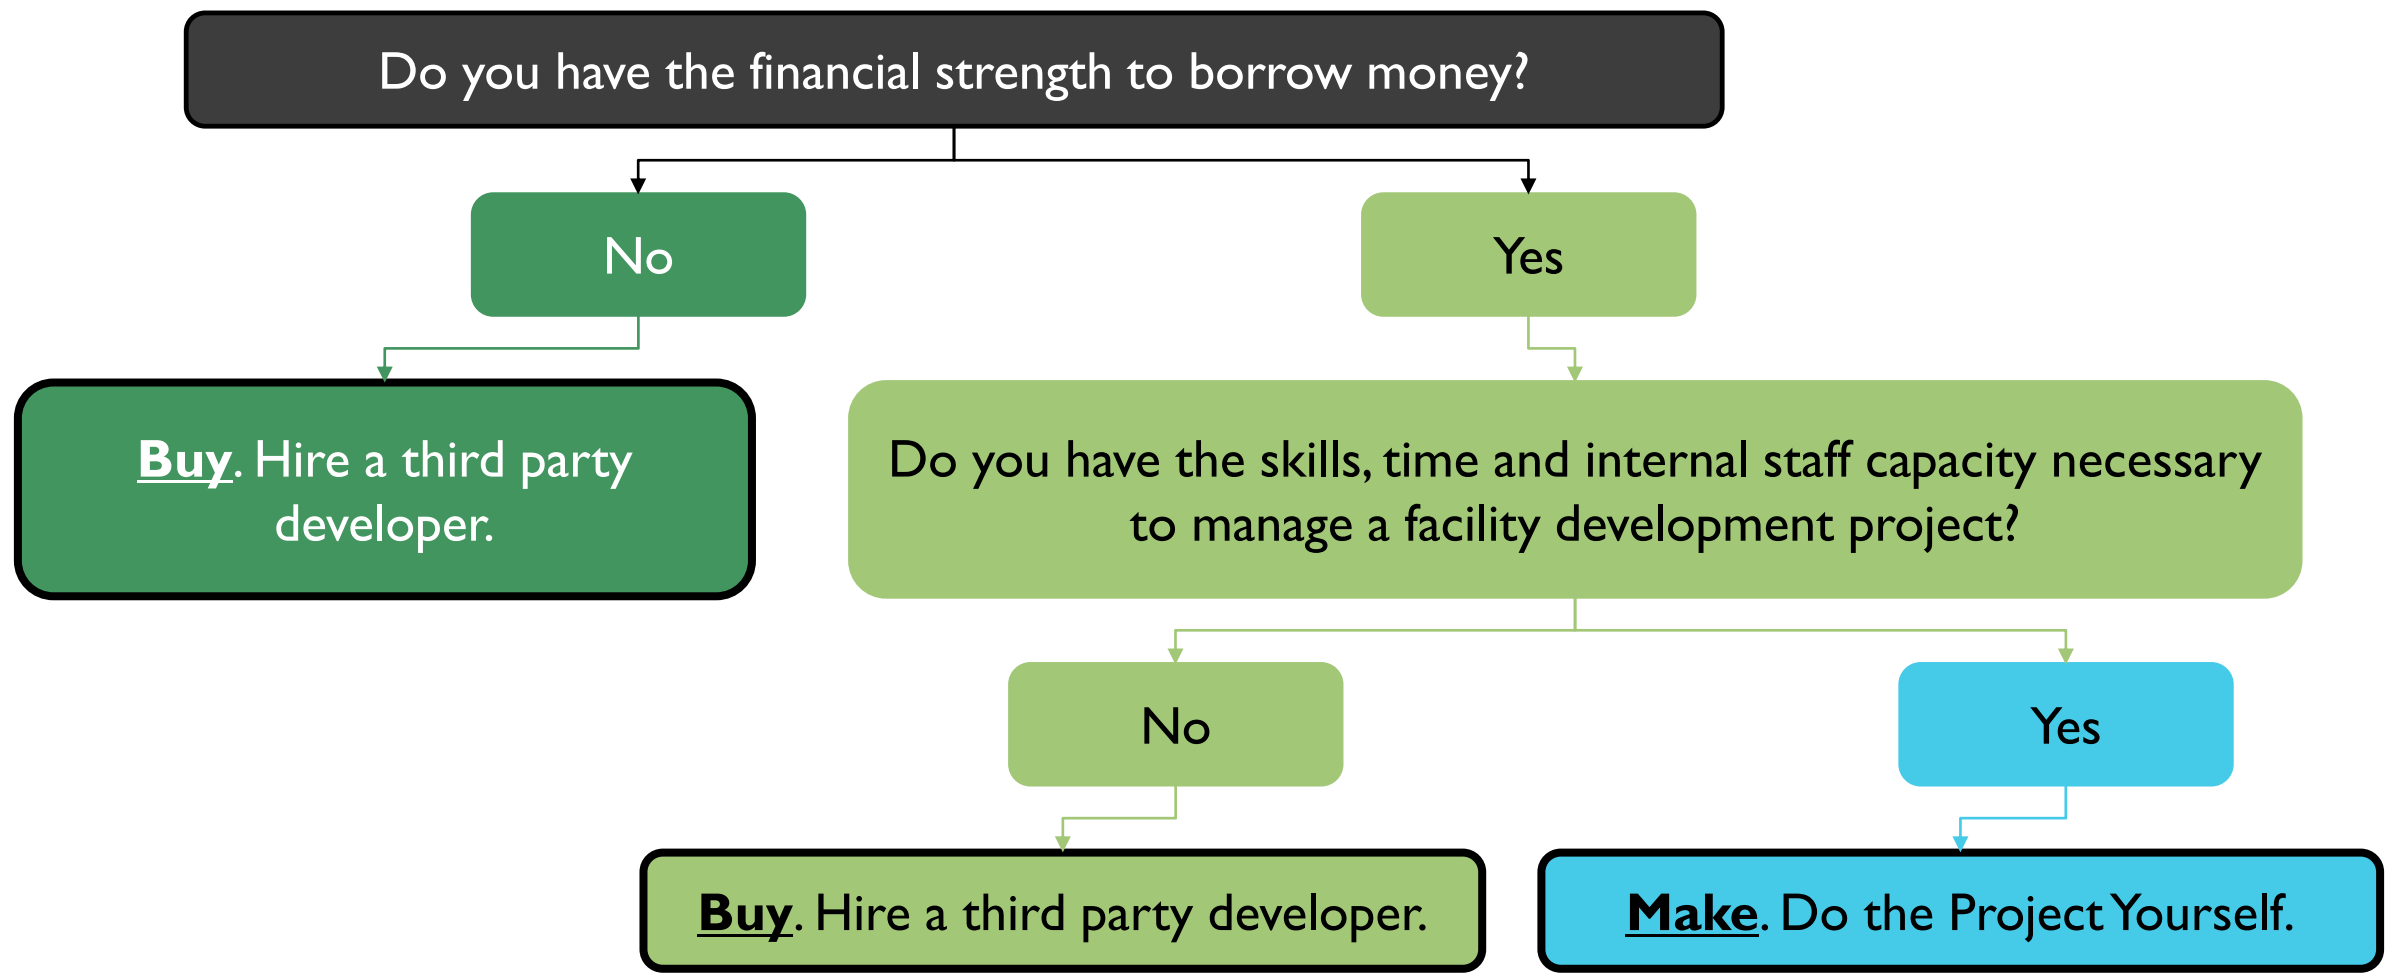 Do you have the financial strength to borrow money?
No
Yes
Buy. Hire a third party
developer.
Do you have the skills, time and internal staff capacity necessary
to manage a facility development project?
No
Yes
Buy. Hire a third party developer.
Make. Do the Project Yourself.